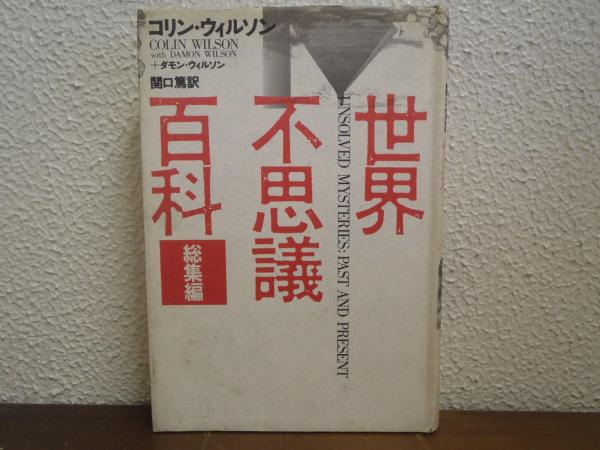 コリン・ウィルソン
COLIN WILSON
with DAMON WILSON
+ダモン・ウィルソン
関口篤訳
世界
不思議
百科
総集編
UNSOLVED MYSTERIES: PAST AND PRESENT